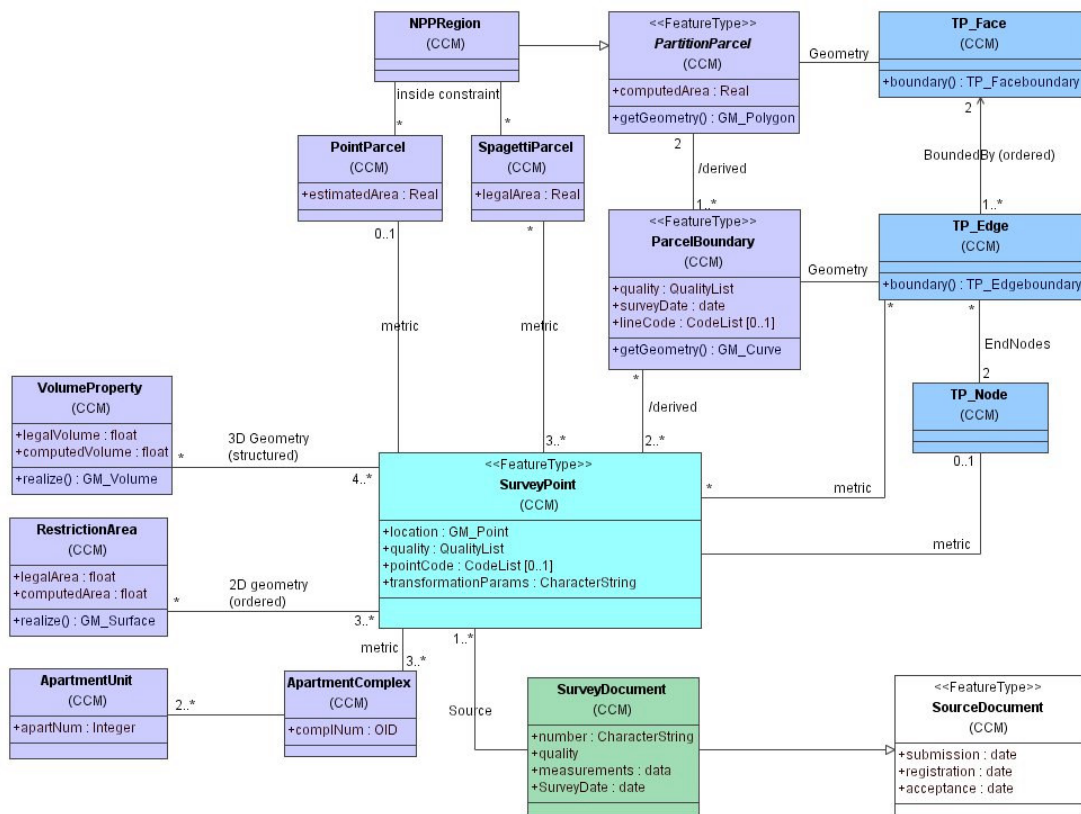 NPPRegion
(CCM)
<<FeatureType>>
PartitionParcel
(CCM)
+computedArea : Real
+getGeometry() : GM_Polygon
Geometry
TP_Face
(CCM)
+boundary() : TP_Faceboundary
*
inside constraint
*
2
2
PointParcel
(CCM)
+estimatedArea : Real
SpagettiParcel
(CCM)
+legalArea : Real
/derived
BoundedBy (ordered)
0..1
*
1..*
1..*
<<FeatureType>>
ParcelBoundary
(CCM)
+quality : QualityList
+surveyDate : date
+lineCode : CodeList [0..1]
+getGeometry() : GM_Curve
Geometry
TP_Edge
(CCM)
+boundary() : TP_Edgeboundary
*
*
metric
metric
EndNodes
*
2
/derived
TP_Node
(CCM)
VolumeProperty
(CCM)
+legalVolume : float
+computedVolume : float
+realize() : GM_Volume
*
3D Geometry
(structured)
4..*
3..*
2..*
0..1
<<FeatureType>>
SurveyPoint
(CCM)
+location : GM_Point
+quality : QualityList
+pointCode : CodeList [0..1]
+transformationParams : CharacterString
*
metric
metric
RestrictionArea
(CCM)
+legalArea : float
+computedArea : float
+realize() : GM_Surface
*
2D geometry
(ordered)
3..*
metric
3..*
1..*
ApartmentUnit
(CCM)
+apartNum : Integer
2..*
ApartmentComplex
(CCM)
+complNum : OID
Source
SurveyDocument
(CCM)
+number : CharacterString
+quality
+measurements : data
+SurveyDate : date
<<FeatureType>>
SourceDocument
(CCM)
+submission : date
+registration : date
+acceptance : date